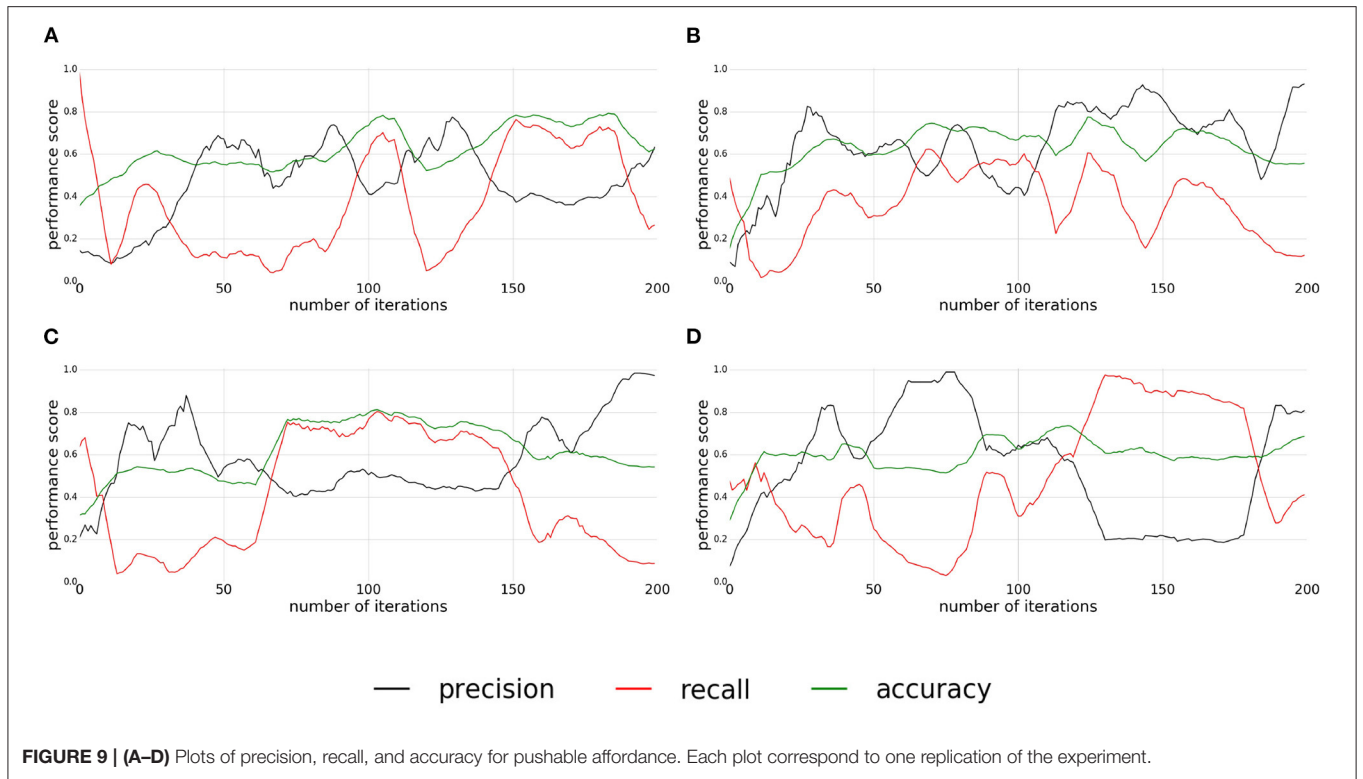 A
1.0
0.8
0.6
0.4
0.2
0.0
performance score
0 50 100 150 200
number of iterations
B
1.0
0.8
0.6
0.4
0.2
0.0
performance score
0 50 100 150 200
number of iterations
C
1.0
0.8
0.6
0.4
0.2
0.0
performance score
0 50 100 150 200
number of iterations
D
1.0
0.8
0.6
0.4
0.2
0.0
performance score
0 50 100 150 200
number of iterations
precision recall accuracy
FIGURE 9 | (A–D) Plots of precision, recall, and accuracy for pushable affordance. Each plot correspond to one replication of the experiment.